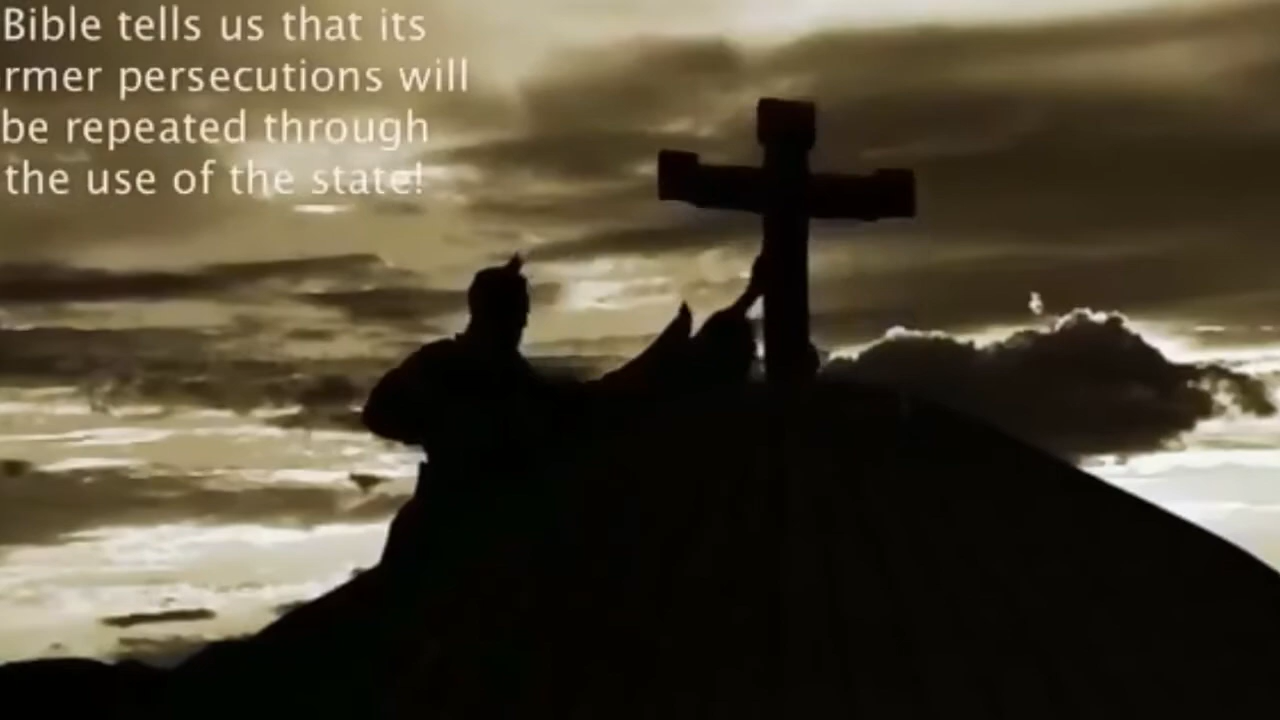 Bible tells us that its
rmer persecutions will
be repeated through
the use of the state!